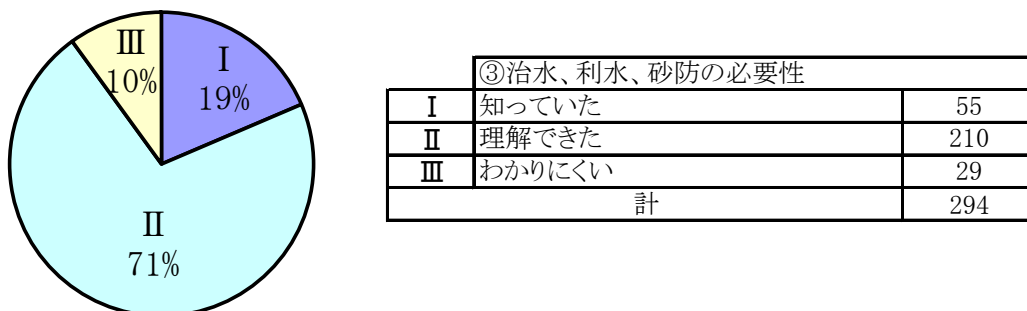 Ⅲ
10%
Ⅰ
19%
Ⅱ
71%
③治水、利水、砂防の必要性
Ⅰ 知っていた 55
Ⅱ 理解できた 210
Ⅲ わかりにくい 29
計 294